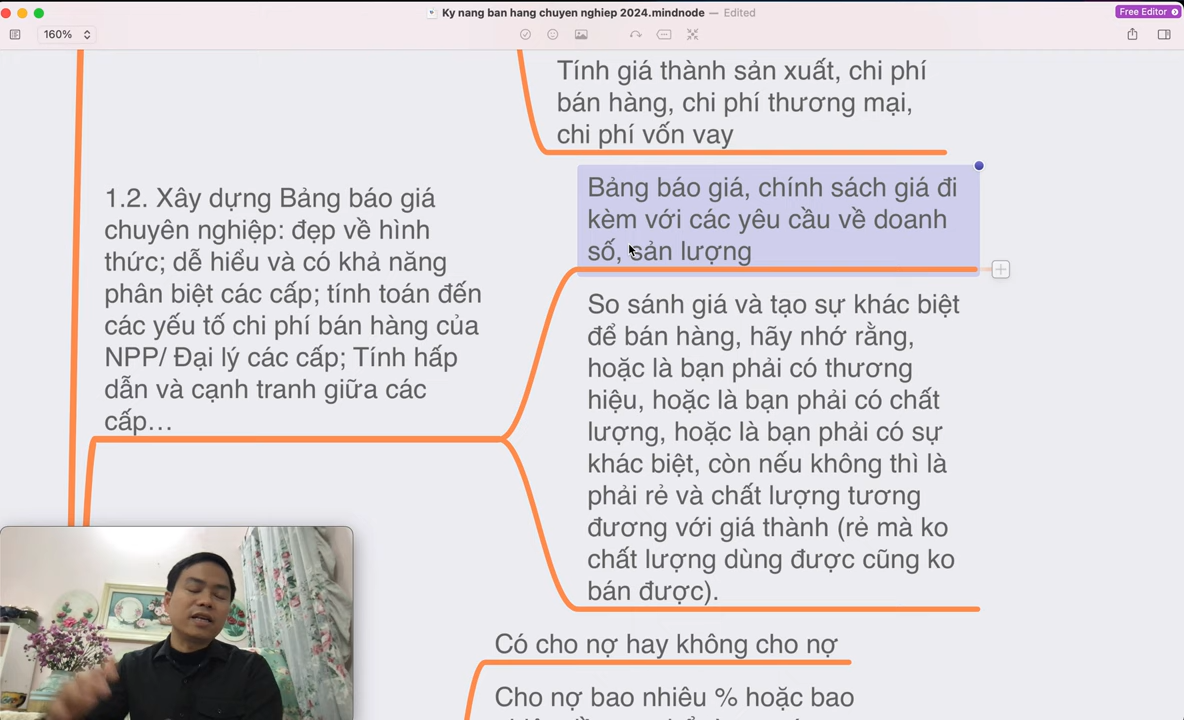 Ky nang ban hang chuyen nghiep 2024.mindnode — Edited
Free Editor
160%
Tính giá thành sản xuất, chi phí
bán hàng, chi phí thương mại,
chi phí vốn vay
1.2. Xây dựng Bảng báo giá
chuyên nghiệp: đẹp về hình
thức; dễ hiểu và có khả năng
phân biệt các cấp; tính toán đến
các yếu tố chi phí bán hàng của
NPP/ Đại lý các cấp; Tính hấp
dẫn và cạnh tranh giữa các
cấp…
Bảng báo giá, chính sách giá đi
kèm với các yêu cầu về doanh
số, sản lượng
So sánh giá và tạo sự khác biệt
để bán hàng, hãy nhớ rằng,
hoặc là bạn phải có thương
hiệu, hoặc là bạn phải có chất
lượng, hoặc là bạn phải có sự
khác biệt, còn nếu không thì là
phải rẻ và chất lượng tương
đương với giá thành (rẻ mà ko
chất lượng dùng được cũng ko
bán được).
Có cho nợ hay không cho nợ
Cho nợ bao nhiêu % hoặc bao